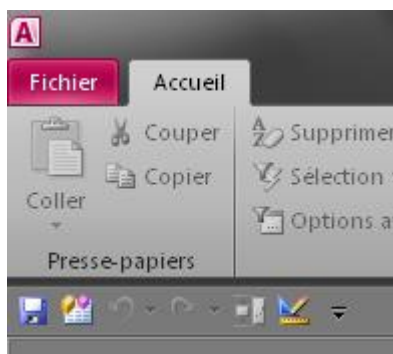 A
Fichier Accueil
Couper
Copier
Coller
Presse-papiers
Supprimer
Sélection
Options